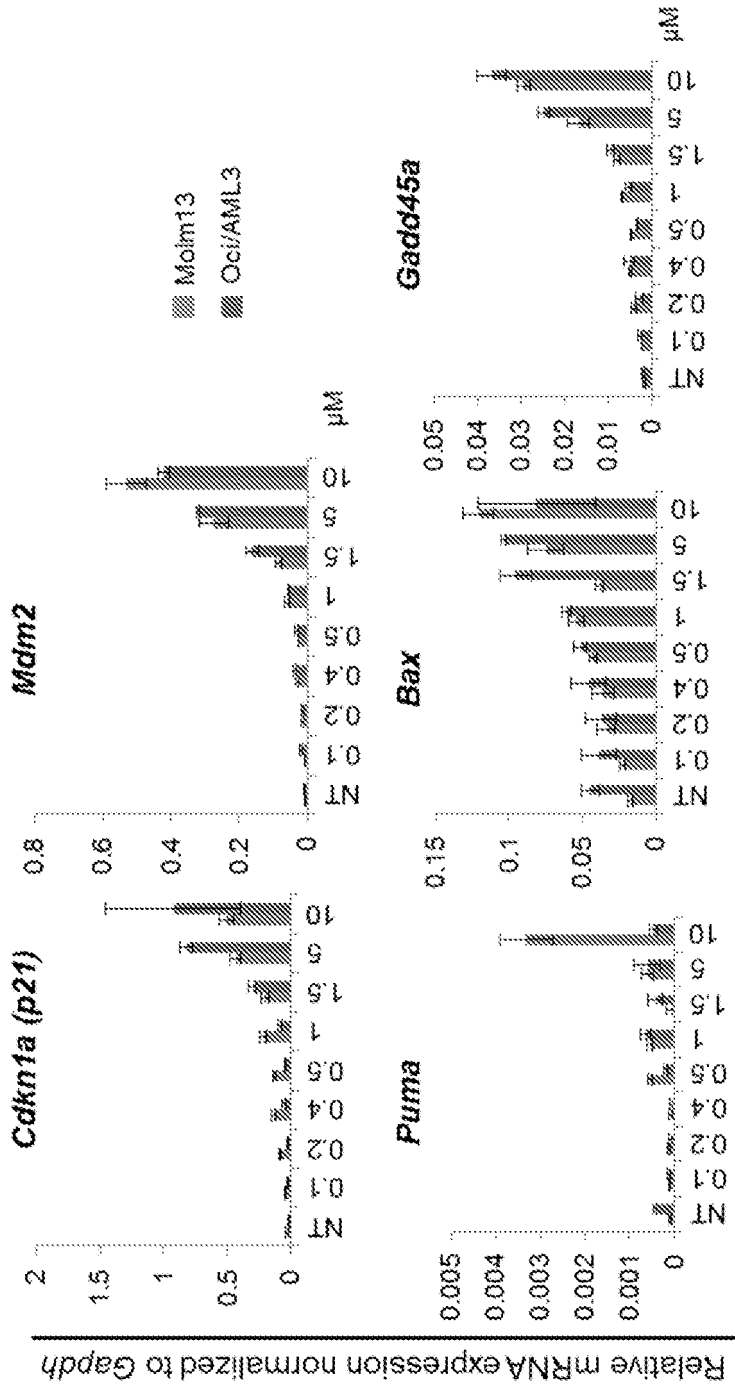 Relative mRNA expression normalized to Gapdh
Cdkn1a (p21)
2
1.5
1
0.5
0
NT 0.1 0.2 0.4 0.5 1 1.5 5 10
Mdm2
0.8
0.6
0.4
0.2
0
NT 0.1 0.2 0.4 0.5 1 1.5 5 10 µM
Molm13
Oci/AML3
Puma
0.005
0.004
0.003
0.002
0.001
0
NT 0.1 0.2 0.4 0.5 1 1.5 5 10
Bax
0.15
0.1
0.05
0
NT 0.1 0.2 0.4 0.5 1 1.5 5 10
Gadd45a
0.05
0.04
0.03
0.02
0.01
0
NT 0.1 0.2 0.4 0.5 1 1.5 5 10 µM